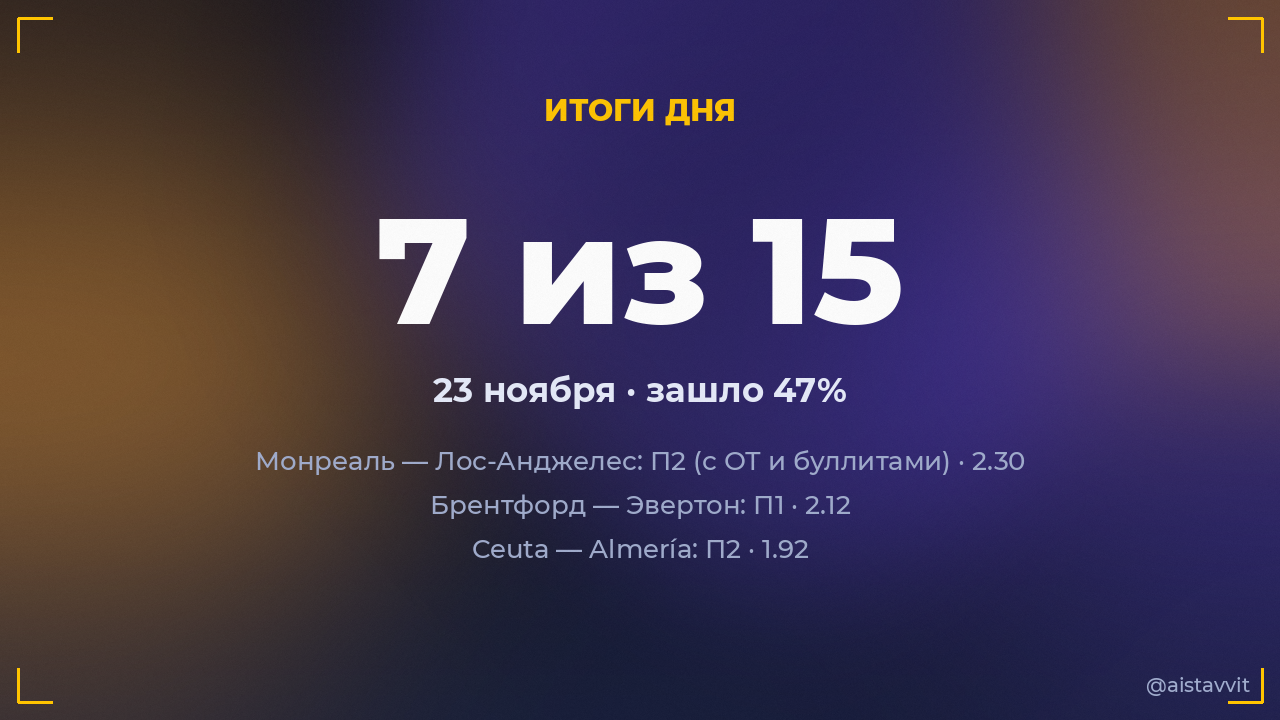 ИТОГИ ДНЯ
7 из 15
23 ноября · зашло 47%
Монреаль — Лос-Анджелес: П2 (с ОТ и буллитами) · 2.30
Брентфорд — Эвертон: П1 · 2.12
Ceuta — Almería: П2 · 1.92
@aistavvit